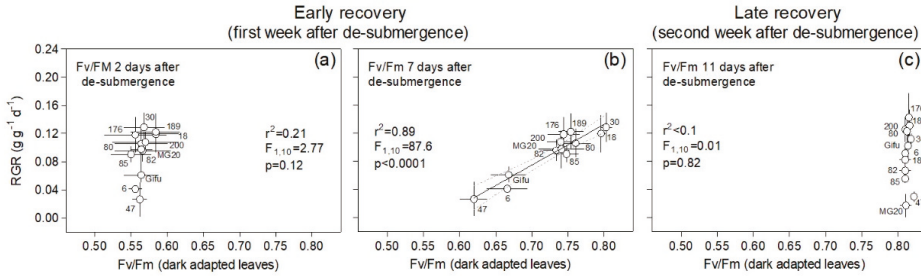 Early recovery
(first week after de-submergence)
Late recovery
(second week after de-submergence)
RGR (g g⁻¹ d⁻¹)
0.24
0.20
0.16
0.12
0.08
0.04
0.00
(a)
Fv/FM 2 days after
de-submergence
30
176
189
18
200
80
MG20
82
85
Gifu
6
47
r²=0.21
F1,10=2.77
p=0.12
0.50 0.55 0.60 0.65 0.70 0.75 0.80
Fv/Fm (dark adapted leaves)
(b)
Fv/Fm 7 days after
de-submergence
r²=0.89
F1,10=87.6
p<0.0001
176
189
30
18
200
MG20
80
82
85
Gifu
6
47
0.50 0.55 0.60 0.65 0.70 0.75 0.80
Fv/Fm (dark adapted leaves)
(c)
Fv/Fm 11 days after
de-submergence
r²<0.1
F1,10=0.01
p=0.82
176
200
80
Gifu
6
82
85
MG20
0.50 0.55 0.60 0.65 0.70 0.75 0.80
Fv/Fm (dark adapted leaves)